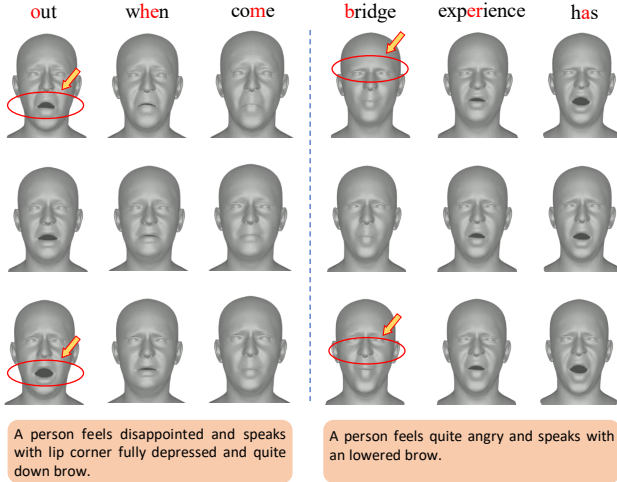 out when come bridge experience has
A person feels disappointed and speaks
with lip corner fully depressed and quite
down brow.
A person feels quite angry and speaks with
an lowered brow.